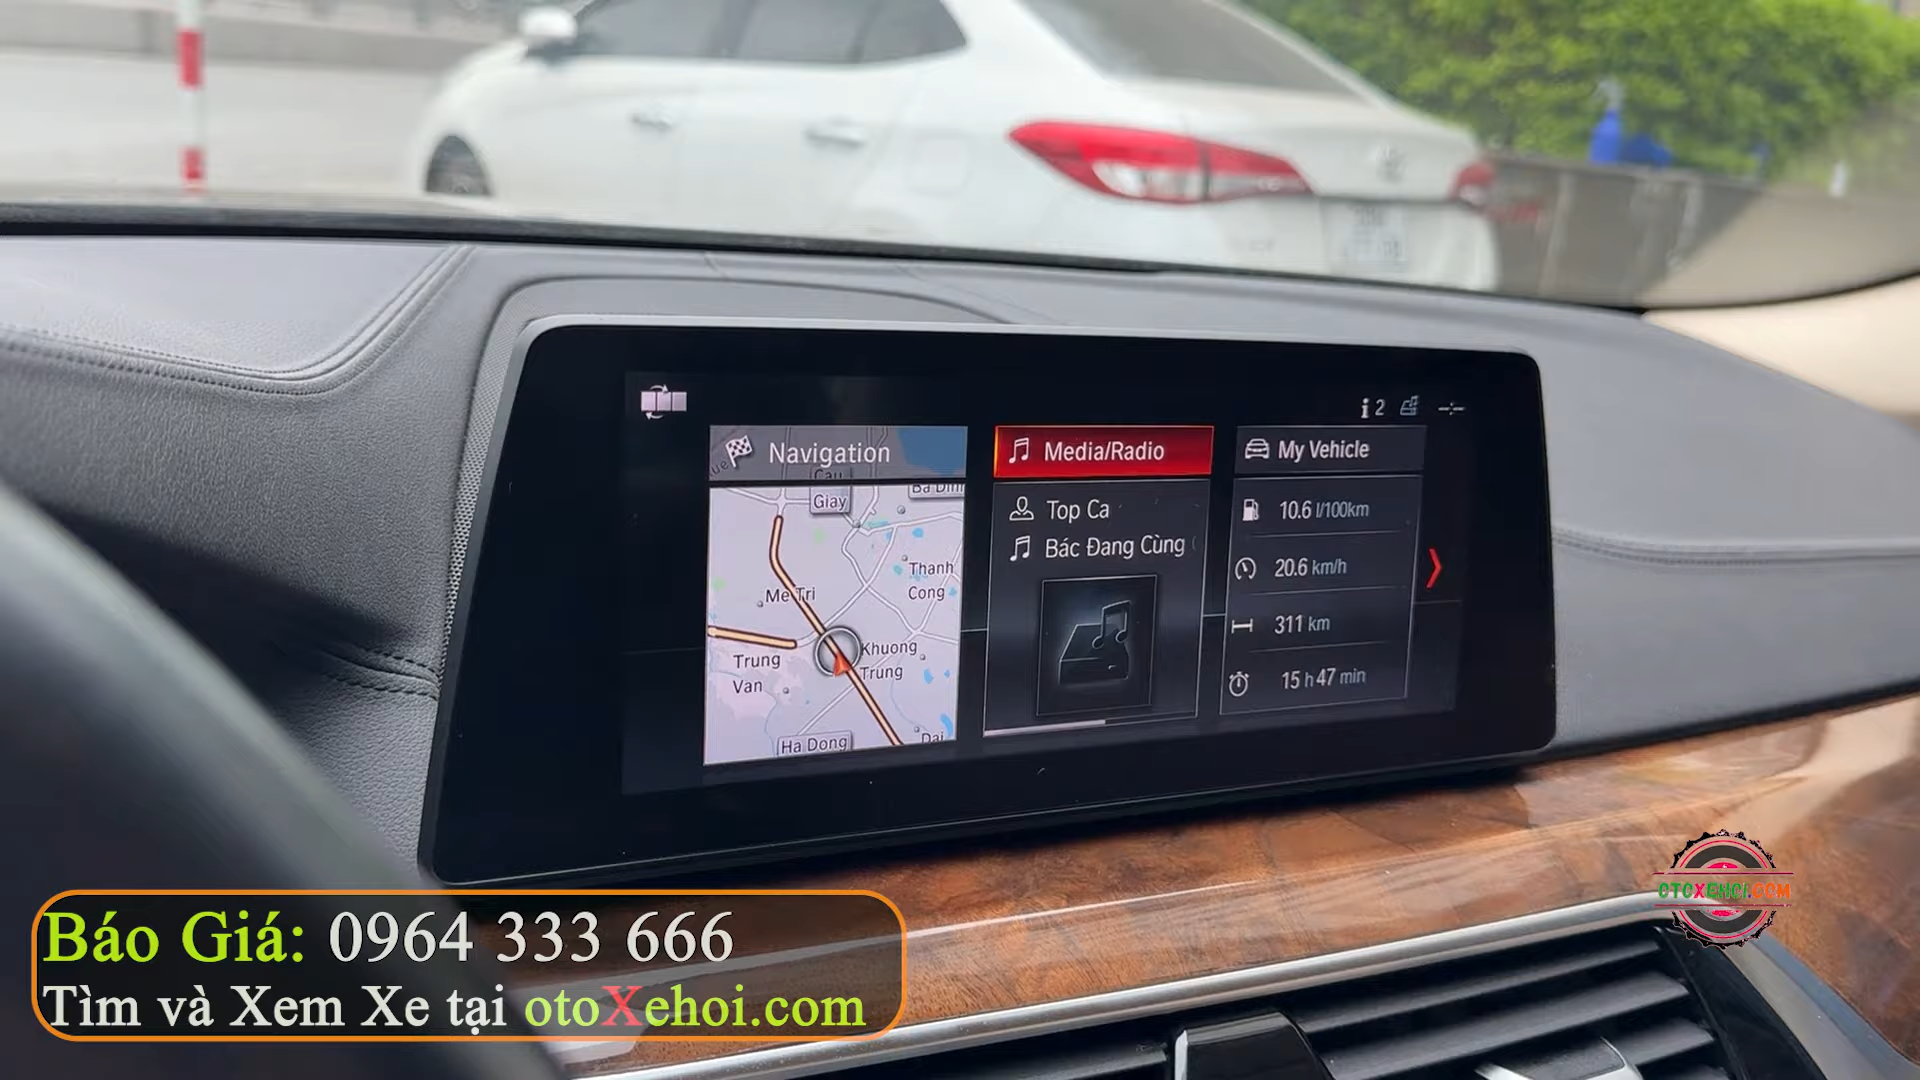 i 2
Navigation
Cau
Giay
Me Tri
Thanh
Cong
Khuong
Trung
Trung
Van
Ha Dong
Dai
Media/Radio
Top Ca
Bác Đang Cùng
My Vehicle
10.6 l/100km
20.6 km/h
311 km
15 h 47 min
OTOXEHOI.COM
Báo Giá: 0964 333 666
Tìm và Xem Xe tại otoXehoi.com